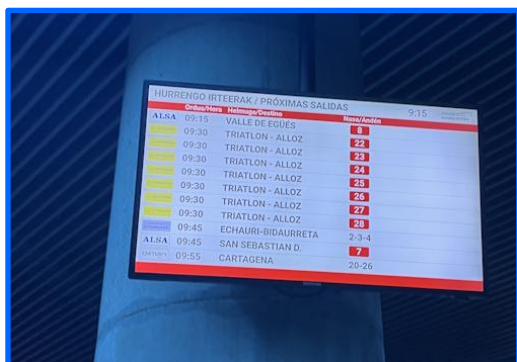 HURRENGO IRTEERAK / PRÓXIMAS SALIDAS 9:15
Ordua/Hora Helmuga/Destino Nasa/Andén
ALSA 09:15 VALLE DE EGÜES 8
09:30 TRIATLON - ALLOZ 22
09:30 TRIATLON - ALLOZ 23
09:30 TRIATLON - ALLOZ 24
09:30 TRIATLON - ALLOZ 25
09:30 TRIATLON - ALLOZ 26
09:30 TRIATLON - ALLOZ 27
09:30 TRIATLON - ALLOZ 28
09:45 ECHAURI-BIDAURRETA 2-3-4
ALSA 09:45 SAN SEBASTIAN D. 7
09:55 CARTAGENA 20-26